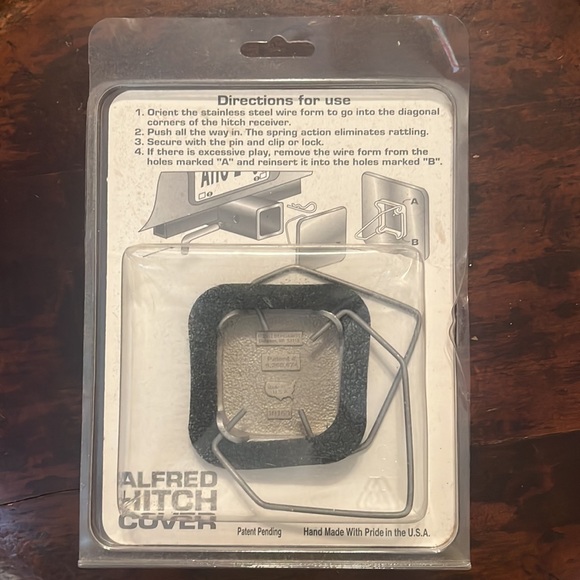 Directions for use
1. Orient the stainless steel wire form to go into the diagonal
corners of the hitch receiver.
2. Push all the way in. The spring action eliminates rattling.
3. Secure with the pin and clip or lock.
4. If there is excessive play, remove the wire form from the
holes marked "A" and reinsert it into the holes marked "B".
A
B
ALFRED
HITCH
COVER
Patent Pending
Hand Made With Pride in the U.S.A.